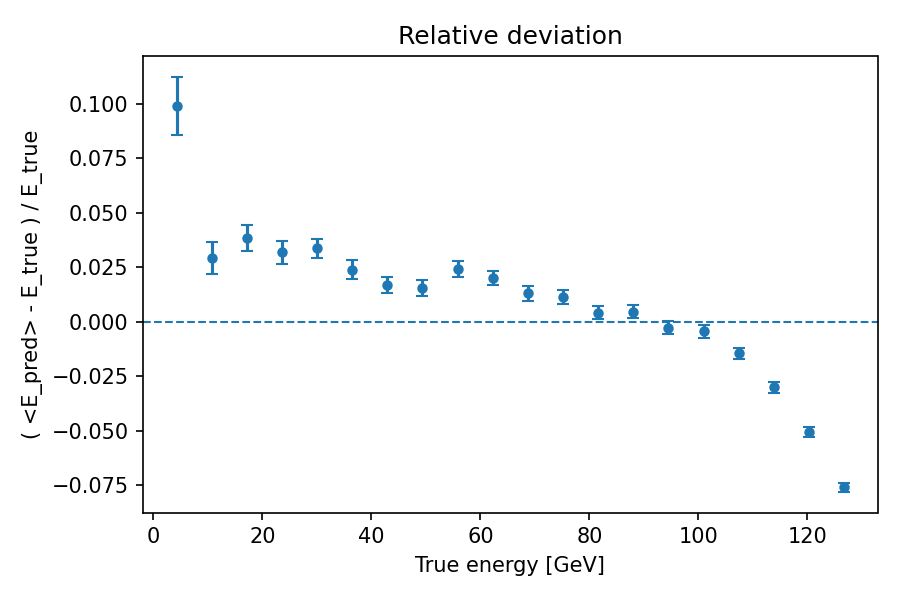 Relative deviation
( <E_pred> - E_true ) / E_true
0.100
0.075
0.050
0.025
0.000
−0.025
−0.050
−0.075
0 20 40 60 80 100 120
True energy [GeV]